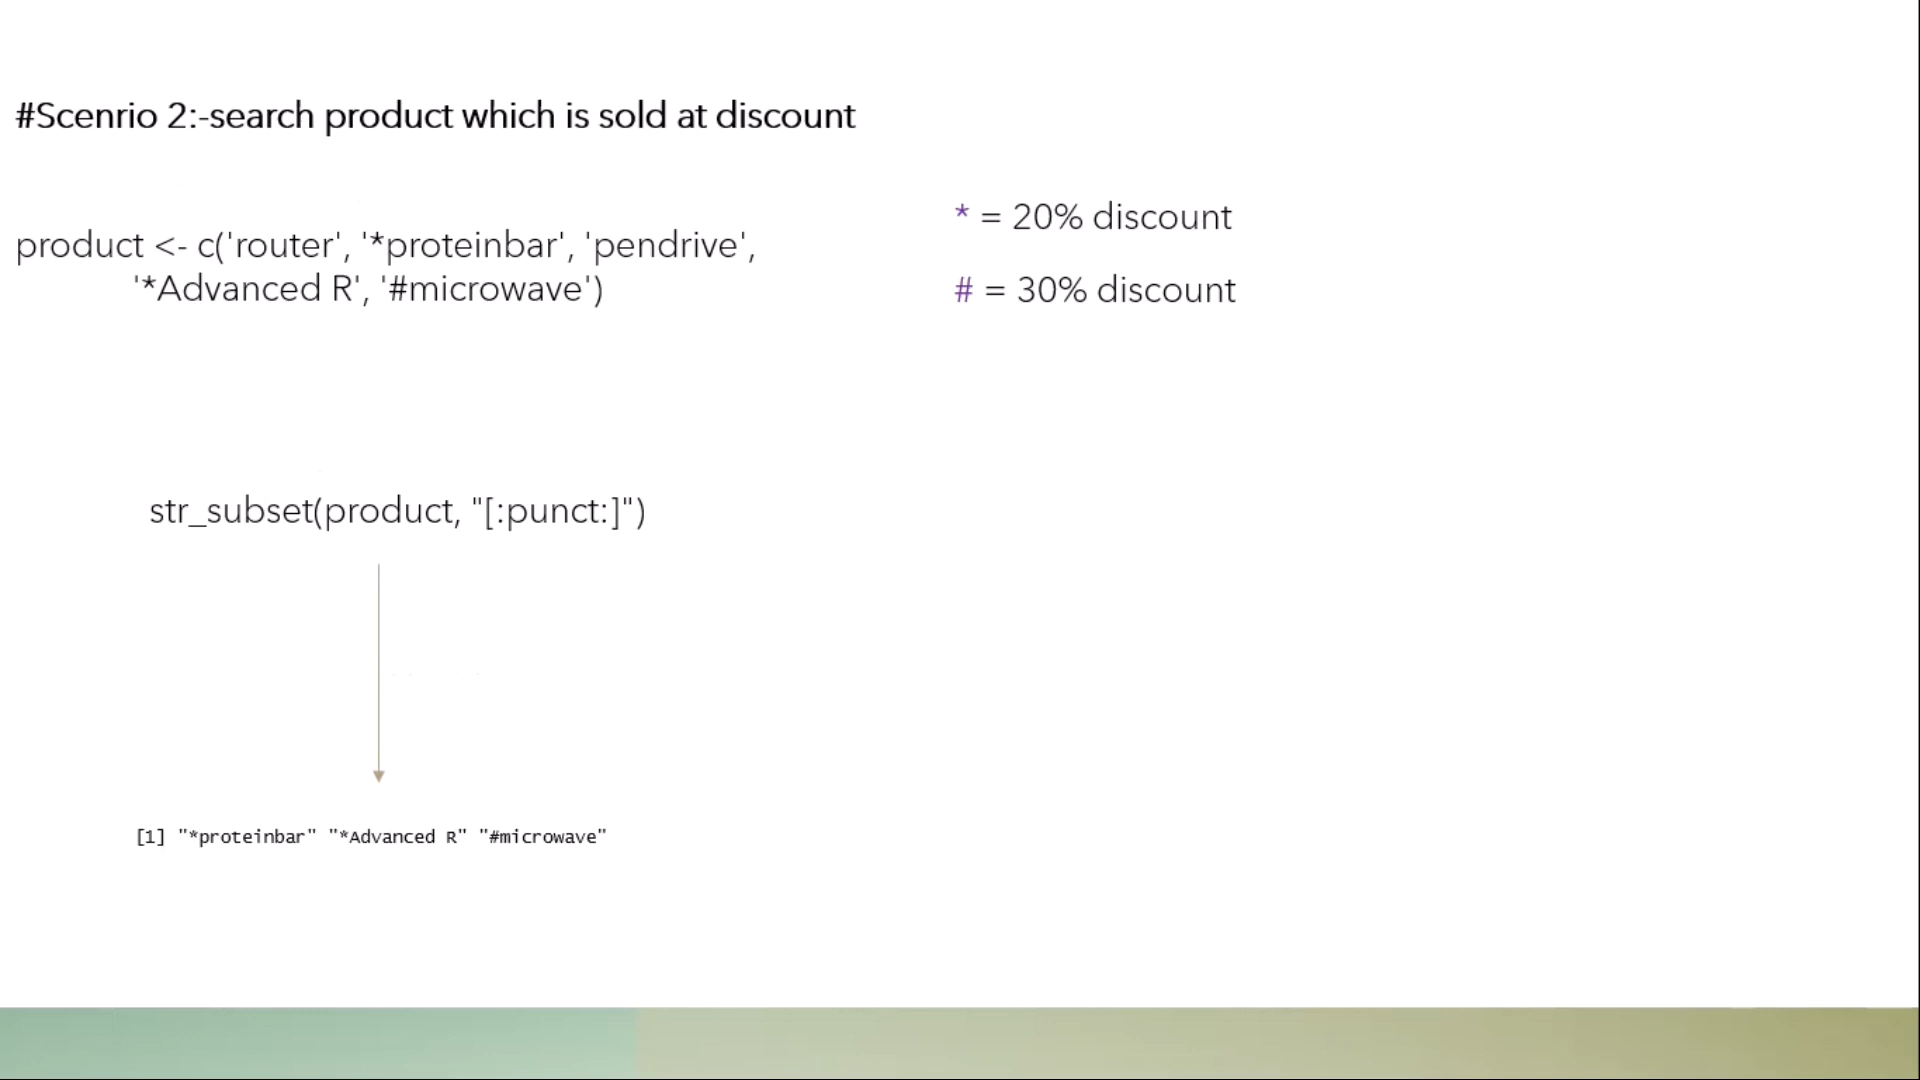 #Scenrio 2:-search product which is sold at discount
product <- c('router', '*proteinbar', 'pendrive',
'*Advanced R', '#microwave')
* = 20% discount
# = 30% discount
str_subset(product, "[:punct:]")
[1] "*proteinbar" "*Advanced R" "#microwave"